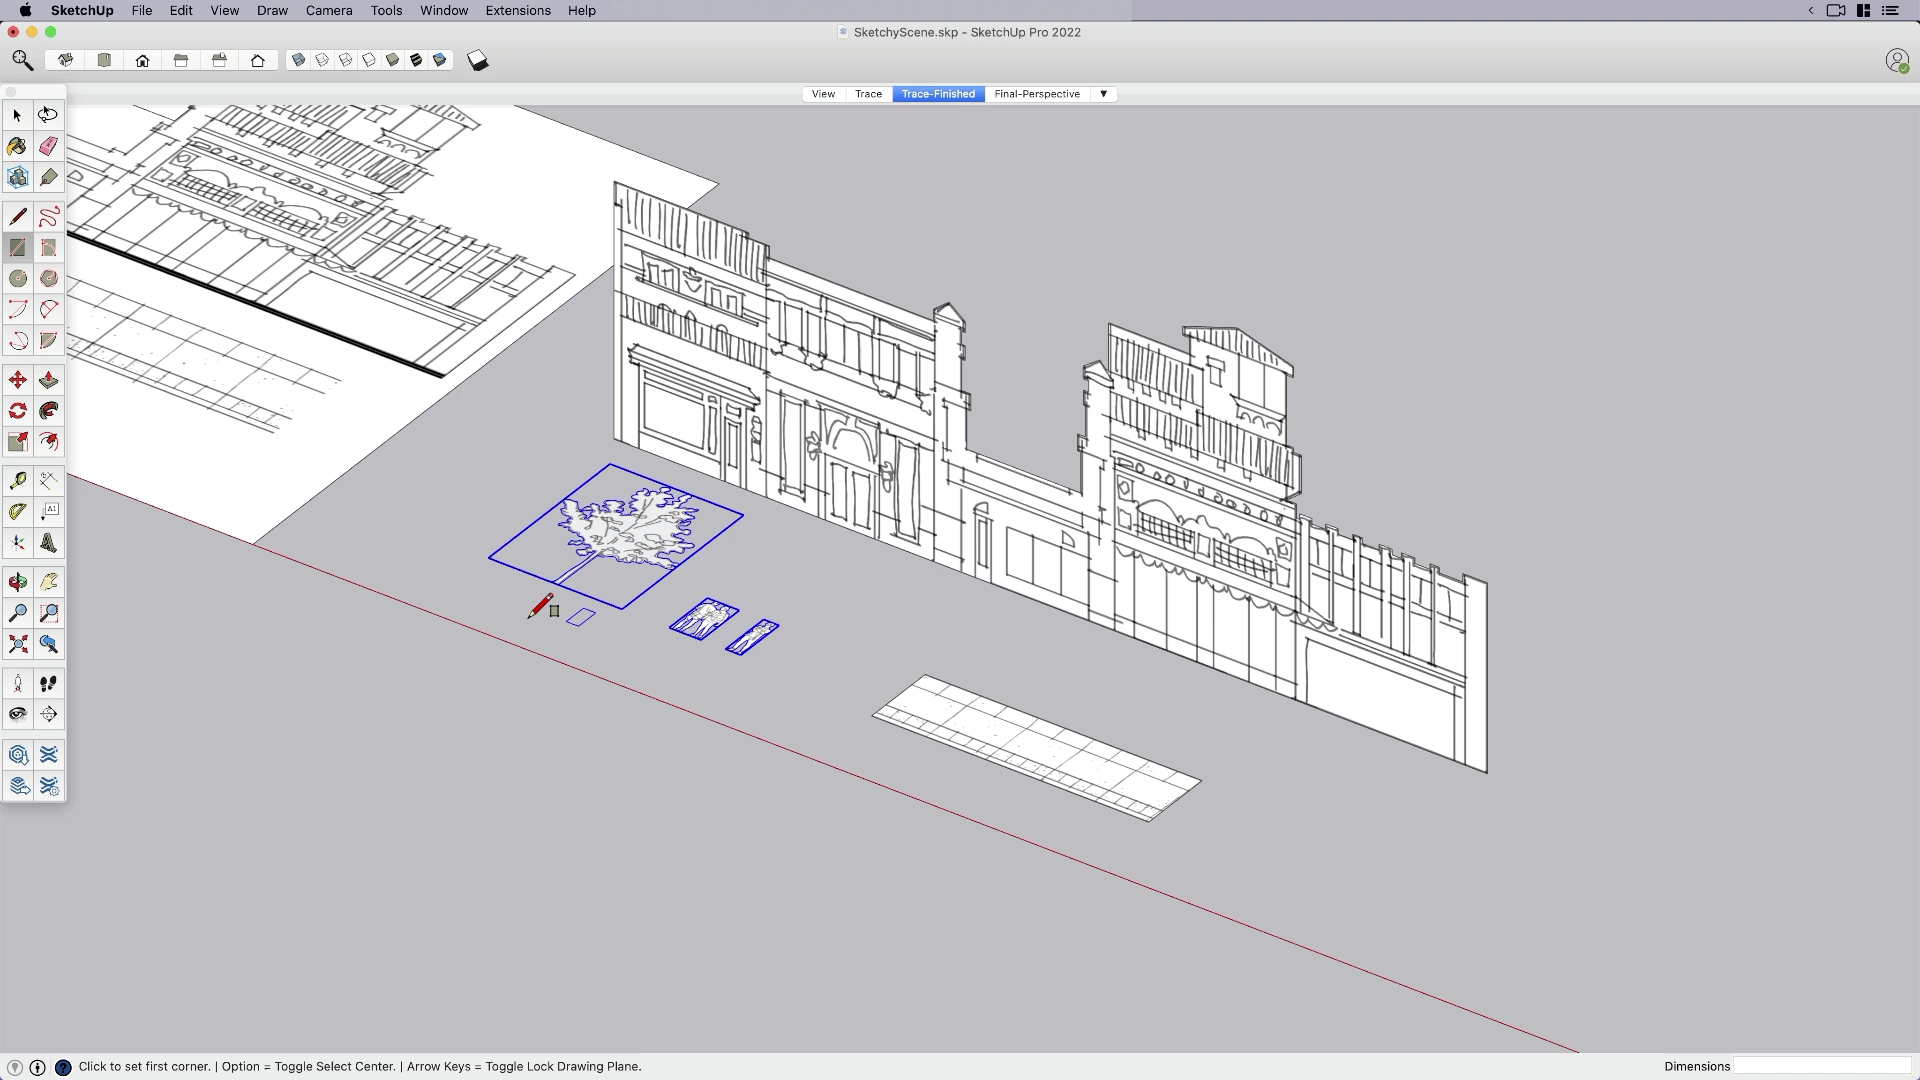 SketchUp File Edit View Draw Camera Tools Window Extensions Help
SketchyScene.skp - SketchUp Pro 2022
View Trace Trace-Finished Final-Perspective
A1
Click to set first corner. | Option = Toggle Select Center. | Arrow Keys = Toggle Lock Drawing Plane.
Dimensions